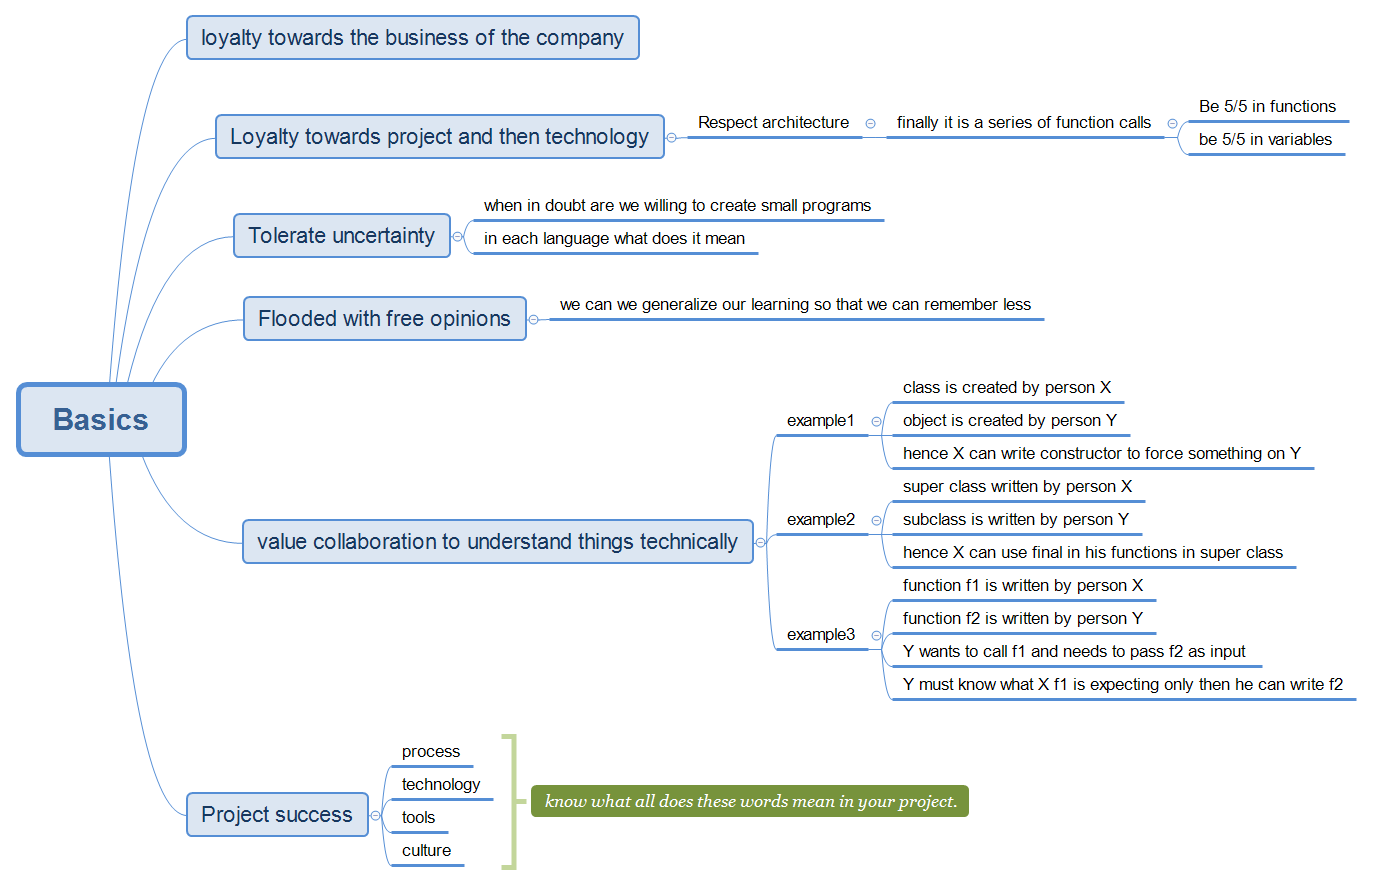 loyalty towards the business of the company
Loyalty towards project and then technology
Respect architecture
finally it is a series of function calls
Be 5/5 in functions
be 5/5 in variables
Tolerate uncertainty
when in doubt are we willing to create small programs
in each language what does it mean
Flooded with free opinions
we can we generalize our learning so that we can remember less
Basics
value collaboration to understand things technically
example1
class is created by person X
object is created by person Y
hence X can write constructor to force something on Y
example2
super class written by person X
subclass is written by person Y
hence X can use final in his functions in super class
example3
function f1 is written by person X
function f2 is written by person Y
Y wants to call f1 and needs to pass f2 as input
Y must know what X f1 is expecting only then he can write f2
Project success
process
technology
tools
culture
know what all does these words mean in your project.